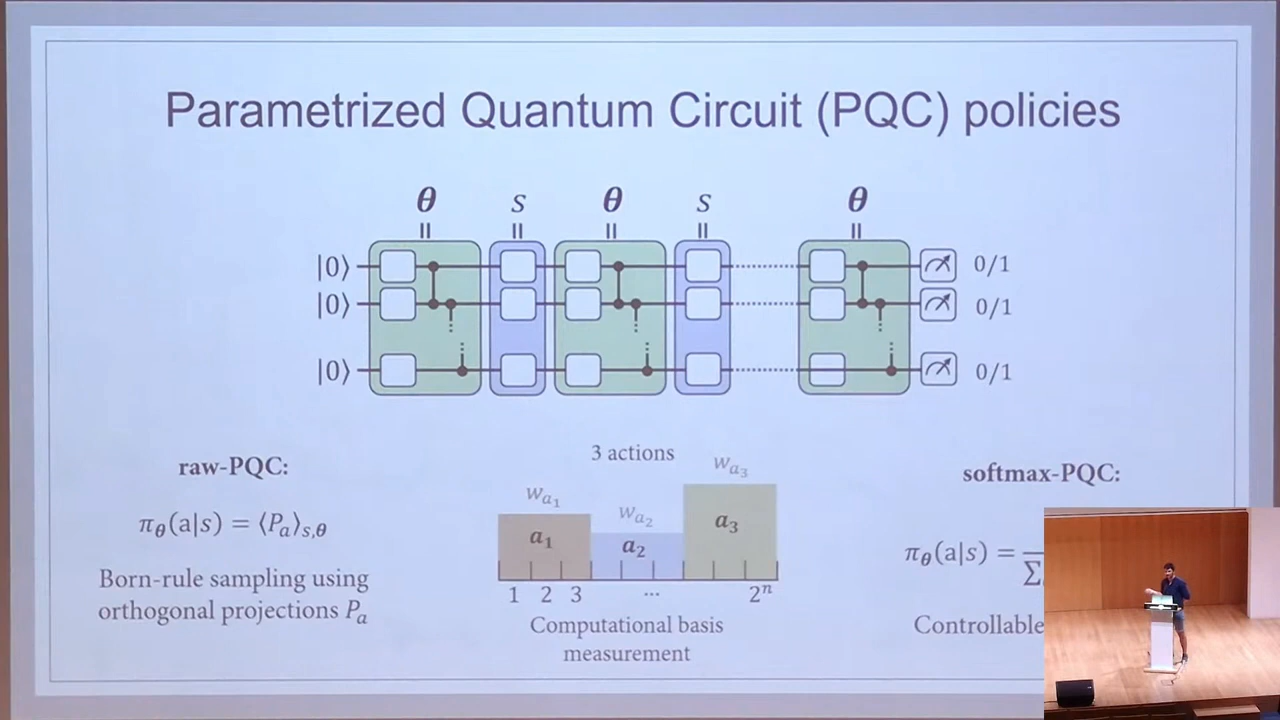 Parametrized Quantum Circuit (PQC) policies
θ s θ s θ
|0⟩ 0/1
|0⟩ 0/1
|0⟩ 0/1
raw-PQC:
π_θ(a|s) = ⟨P_a⟩_{s,θ}
Born-rule sampling using
orthogonal projections P_a
3 actions
w_{a_1} w_{a_2} w_{a_3}
a_1 a_2 a_3
1 2 3 ... 2^n
Computational basis
measurement
softmax-PQC:
π_θ(a|s) =
Σ
Controllable